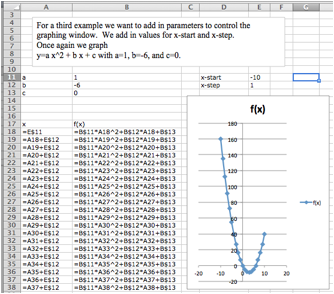 A B C D E F G
3
4 For a third example we want to add in parameters to control the
5 graphing window. We add in values for x-start and x-step.
6 Once again we graph
7 y=a x^2 + b x + c with a=1, b=-6, and c=0.
8
9
10
11 a 1 x-start -10
12 b -6 x-step 1
13 c 0
14
15
16
17 x f(x)
18 =E$11 =B$11*A18^2+B$12*A18+B$13
19 =A18+E$12 =B$11*A19^2+B$12*A19+B$13
20 =A19+E$12 =B$11*A20^2+B$12*A20+B$13
21 =A20+E$12 =B$11*A21^2+B$12*A21+B$13
22 =A21+E$12 =B$11*A22^2+B$12*A22+B$13
23 =A22+E$12 =B$11*A23^2+B$12*A23+B$13
24 =A23+E$12 =B$11*A24^2+B$12*A24+B$13
25 =A24+E$12 =B$11*A25^2+B$12*A25+B$13
26 =A25+E$12 =B$11*A26^2+B$12*A26+B$13
27 =A26+E$12 =B$11*A27^2+B$12*A27+B$13
28 =A27+E$12 =B$11*A28^2+B$12*A28+B$13
29 =A28+E$12 =B$11*A29^2+B$12*A29+B$13
30 =A29+E$12 =B$11*A30^2+B$12*A30+B$13
31 =A30+E$12 =B$11*A31^2+B$12*A31+B$13
32 =A31+E$12 =B$11*A32^2+B$12*A32+B$13
33 =A32+E$12 =B$11*A33^2+B$12*A33+B$13
34 =A33+E$12 =B$11*A34^2+B$12*A34+B$13
35 =A34+E$12 =B$11*A35^2+B$12*A35+B$13
36 =A35+E$12 =B$11*A36^2+B$12*A36+B$13
37 =A36+E$12 =B$11*A37^2+B$12*A37+B$13
38 =A37+E$12 =B$11*A38^2+B$12*A38+B$13
f(x)
180
160
140
120
100
80
60
40
20
0
-20
-20 -10 0 10 20
f(x)